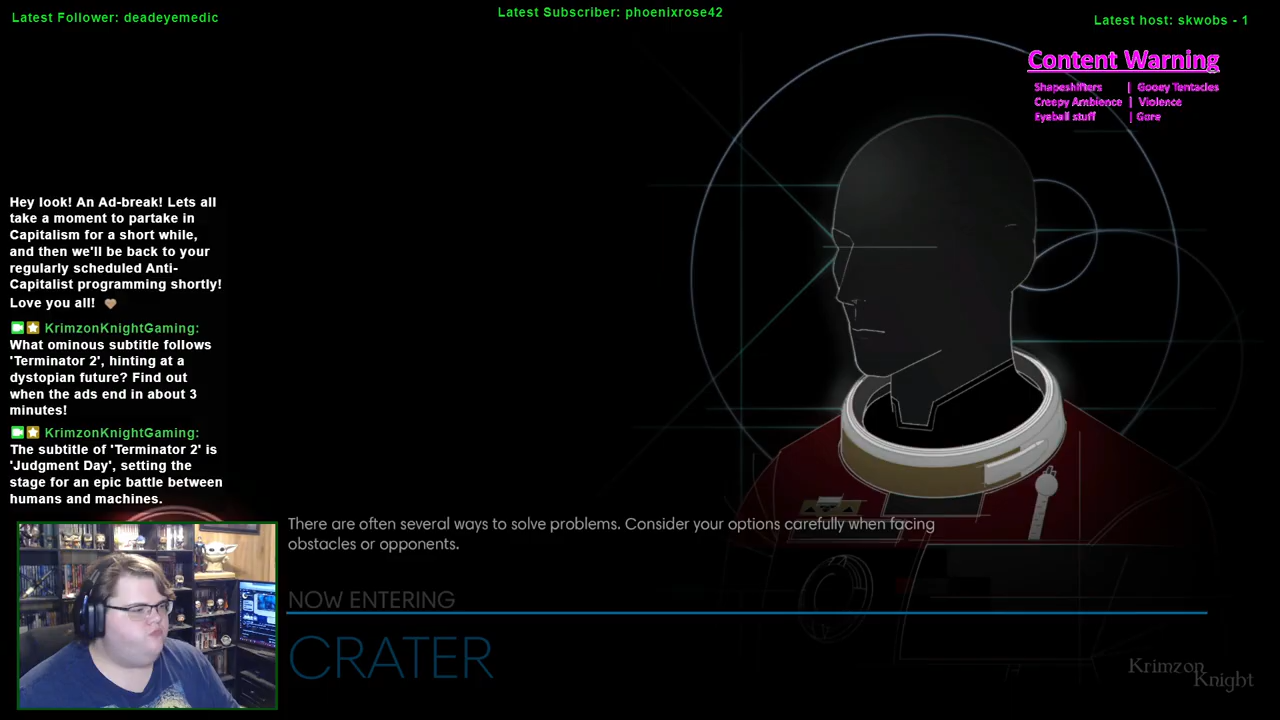 Latest Follower: deadeyemedic
Latest Subscriber: phoenixrose42
Latest host: skwobs - 1
Content Warning
Shapeshifters | Gooey Tentacles
Creepy Ambience | Violence
Eyeball stuff | Gore
Hey look! An Ad-break! Lets all
take a moment to partake in
Capitalism for a short while,
and then we'll be back to your
regularly scheduled Anti-
Capitalist programming shortly!
Love you all!
KrimzonKnightGaming:
What ominous subtitle follows
'Terminator 2', hinting at a
dystopian future? Find out
when the ads end in about 3
minutes!
KrimzonKnightGaming:
The subtitle of 'Terminator 2' is
'Judgment Day', setting the
stage for an epic battle between
humans and machines.
There are often several ways to solve problems. Consider your options carefully when facing
obstacles or opponents.
NOW ENTERING
CRATER
Krimzon
Knight